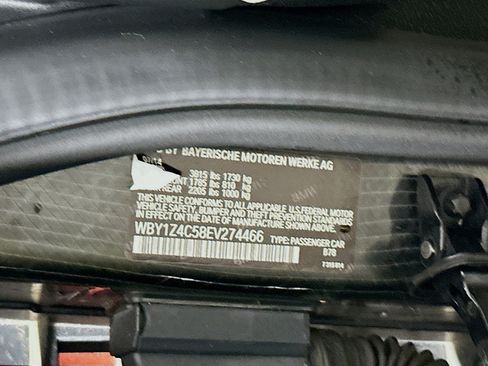 BY BAYERISCHE MOTOREN WERKE AG
3815 lbs 1730 kg
1785 lbs 810 kg
REAR 2205 lbs 1000 kg
THIS VEHICLE CONFORMS TO ALL APPLICABLE U.S. FEDERAL MOTOR
VEHICLE SAFETY, BUMPER, AND THEFT PREVENTION STANDARDS
IN EFFECT ON THE DATE OF MANUFACTURE SHOWN ABOVE.
WBY1Z4C58EV274466 TYPE: PASSENGER CAR
B78